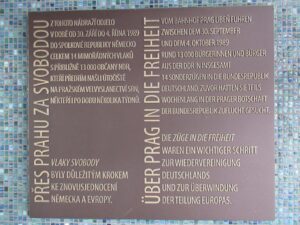 PŘES PRAHU ZA SVOBODOU
Z TOHOTO NÁDRAŽÍ ODJELO
V DOBĚ OD 30. ZÁŘÍ DO 4. ŘÍJNA 1989
DO SPOLKOVÉ REPUBLIKY NĚMECKO
CELKEM 14 MIMOŘÁDNÝCH VLAKŮ
S PŘIBLIŽNĚ 13 000 OBČANY NDR,
KTEŘÍ PŘEDTÍM NAŠLI ÚTOČIŠTĚ
NA PRAŽSKÉM VELVYSLANECTVÍ SRN,
NĚKTEŘÍ PO DOBU NĚKOLIKA TÝDNŮ.
VLAKY SVOBODY
BYLY DŮLEŽITÝM KROKEM
KE ZNOVUSJEDNOCENÍ
NĚMECKA A EVROPY.
ÜBER PRAG IN DIE FREIHEIT
VOM BAHNHOF PRAG LIBEŇ FUHREN
ZWISCHEN DEM 30. SEPTEMBER
UND DEM 4. OKTOBER 1989
RUND 13 000 BÜRGERINNEN UND BÜRGER
AUS DER DDR IN INSGESAMT
14 SONDERZÜGEN IN DIE BUNDESREPUBLIK
DEUTSCHLAND. ZUVOR HATTEN SIE TEILS
WOCHENLANG IN DER PRAGER BOTSCHAFT
DER BUNDESREPUBLIK ZUFLUCHT GESUCHT.
DIE ZÜGE IN DIE FREIHEIT
WAREN EIN WICHTIGER SCHRITT
ZUR WIEDERVEREINIGUNG
DEUTSCHLANDS
UND ZUR ÜBERWINDUNG
DER TEILUNG EUROPAS.